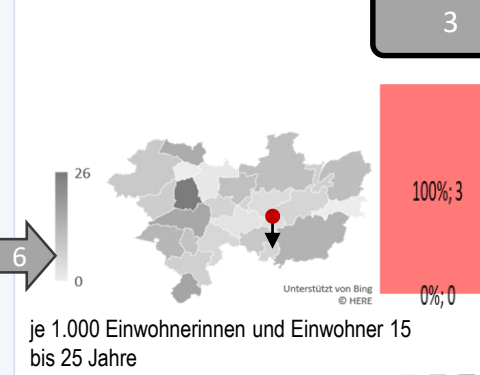 3
26
100%; 3
6
0
Unterstützt von Bing
© HERE
0%; 0
je 1.000 Einwohnerinnen und Einwohner 15
bis 25 Jahre